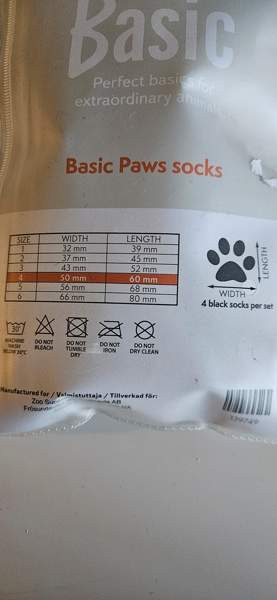 Basic
Perfect basics for
extraordinary animals
Basic Paws socks
SIZE WIDTH LENGTH
1 32 mm 39 mm
2 37 mm 45 mm
3 43 mm 52 mm
4 50 mm 60 mm
5 56 mm 68 mm
6 66 mm 80 mm
LENGTH
WIDTH
4 black socks per set
30°
MACHINE WASH BELOW 30°C
DO NOT BLEACH
DO NOT TUMBLE DRY
DO NOT IRON
DO NOT DRY CLEAN
Manufactured for / Valmistuttaja / Tillverkad för:
Zoo AB